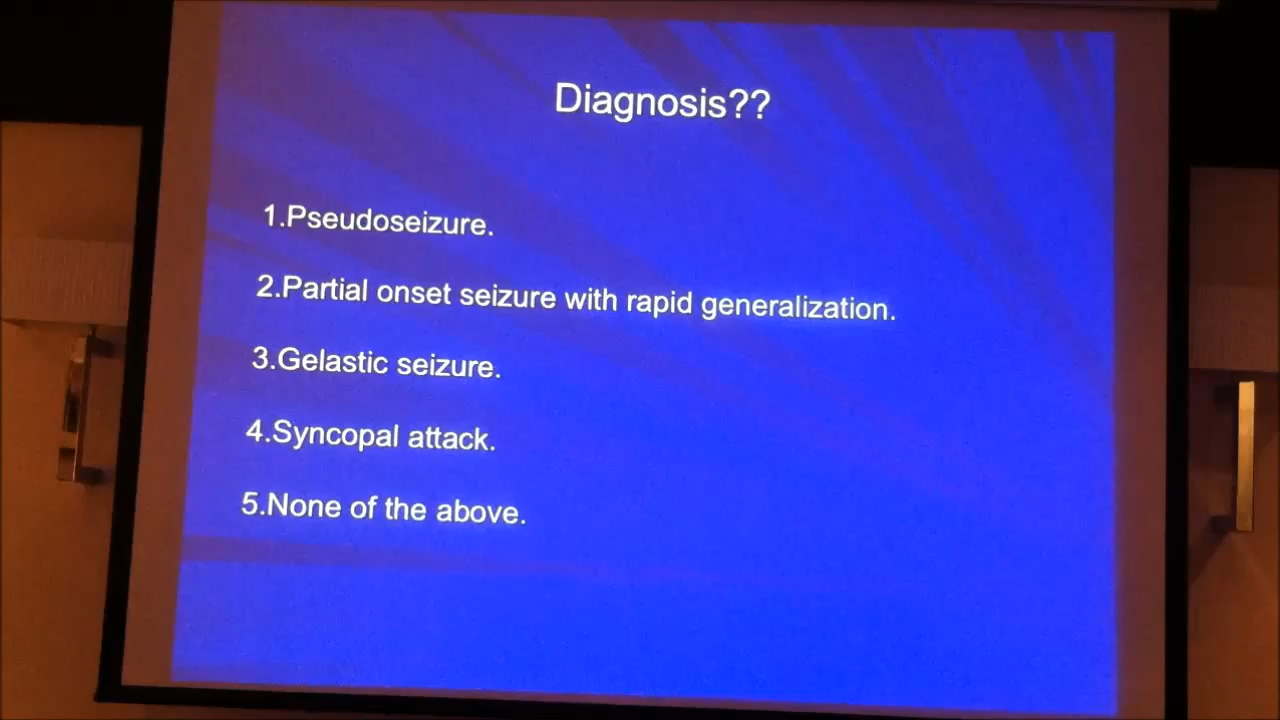 Diagnosis??
1.Pseudoseizure.
2.Partial onset seizure with rapid generalization.
3.Gelastic seizure.
4.Syncopal attack.
5.None of the above.